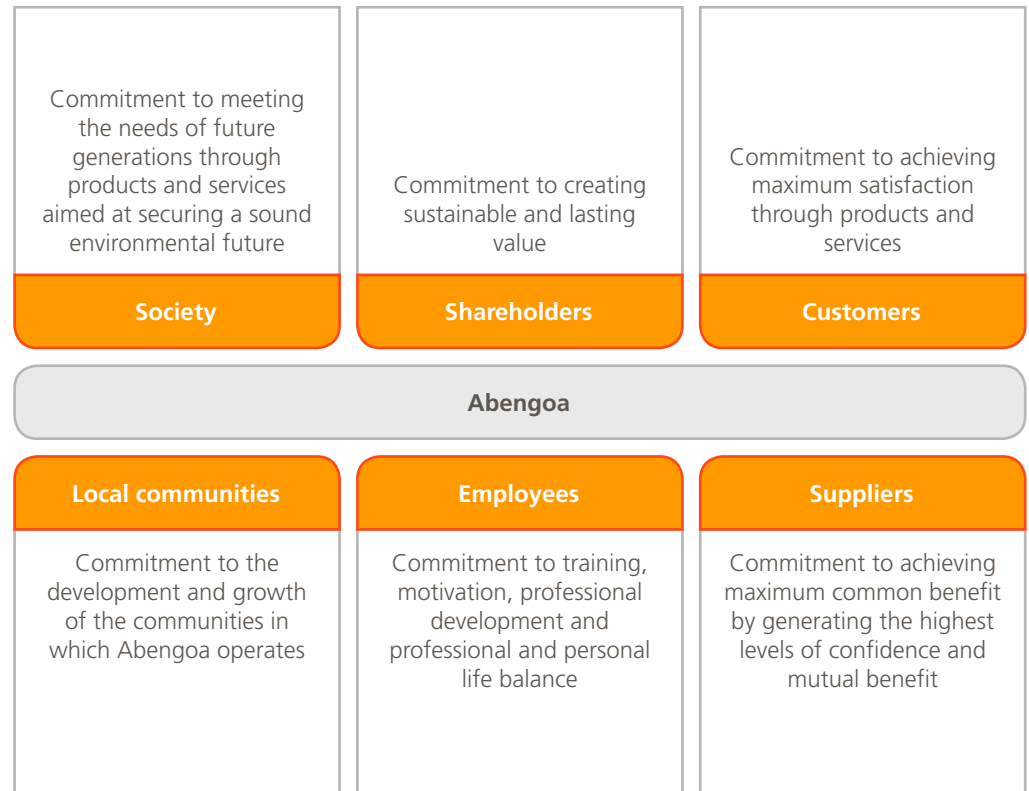 Commitment to meeting
the needs of future
generations through
products and services
aimed at securing a sound
environmental future
Society
Commitment to creating
sustainable and lasting
value
Shareholders
Commitment to achieving
maximum satisfaction
through products and
services
Customers
Abengoa
Local communities
Commitment to the
development and growth
of the communities in
which Abengoa operates
Employees
Commitment to training,
motivation, professional
development and
professional and personal
life balance
Suppliers
Commitment to achieving
maximum common benefit
by generating the highest
levels of confidence and
mutual benefit